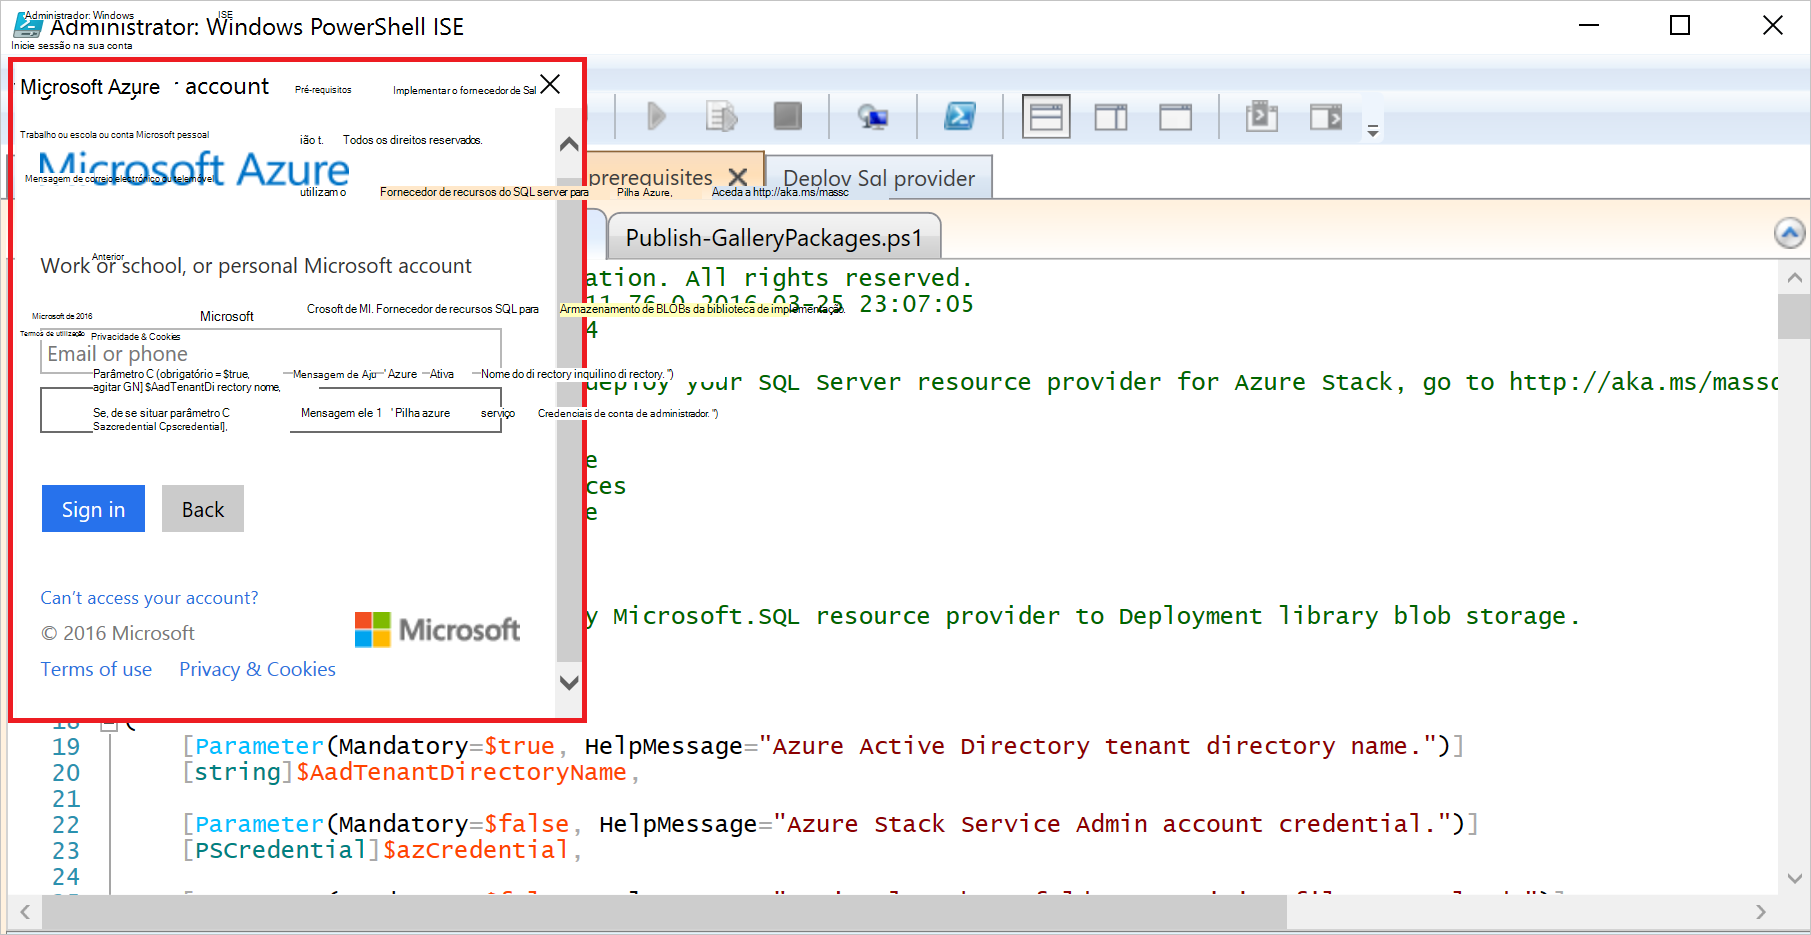 Administrador: Windows ISE
Administrator: Windows PowerShell ISE
Inicie sessão na sua conta
Microsoft Azure account
Pré-requisitos
Implementar o fornecedor de Sal
Trabalho ou escola ou conta Microsoft pessoal
ião t. Todos os direitos reservados.
Microsoft Azure
Mensagem de correio electrónico ou telemóvel
prerequisites
Deploy Sql provider
utilizam o
Fornecedor de recursos do SQL server para
Pilha Azure,
Aceda a http://aka.ms/massc
Publish-GalleryPackages.ps1
Anterior
Work or school, or personal Microsoft account
ation. All rights reserved.
11.76.0 2016-03-25 23:07:05
Microsoft de 2016
Microsoft
Crosoft de MI. Fornecedor de recursos SQL para
Armazenamento de BLOBs da biblioteca de implementação.
4
Termos de utilização
Privacidade & Cookies
Email or phone
Parâmetro C (obrigatório = $true,
Mensagem de Aju ' Azure
Ativa
Nome do di rectory inquilino di rectory. ")
agitar GN] $AadTenantDi rectory nome,
deploy your SQL Server resource provider for Azure Stack, go to http://aka.ms/massc
Se, de se situar parâmetro C
Mensagem ele 1 ' Pilha azure
serviço
Credenciais de conta de administrador. ")
Sazcredential Cpscredential],
e
ces
e
Sign in
Back
Can't access your account?
y Microsoft.SQL resource provider to Deployment library blob storage.
© 2016 Microsoft
Microsoft
Terms of use
Privacy & Cookies
18 (
19 [Parameter(Mandatory=$true, HelpMessage="Azure Active Directory tenant directory name.")]
20 [string]$AadTenantDirectoryName,
21
22 [Parameter(Mandatory=$false, HelpMessage="Azure Stack Service Admin account credential.")]
23 [PSCredential]$azCredential,
24